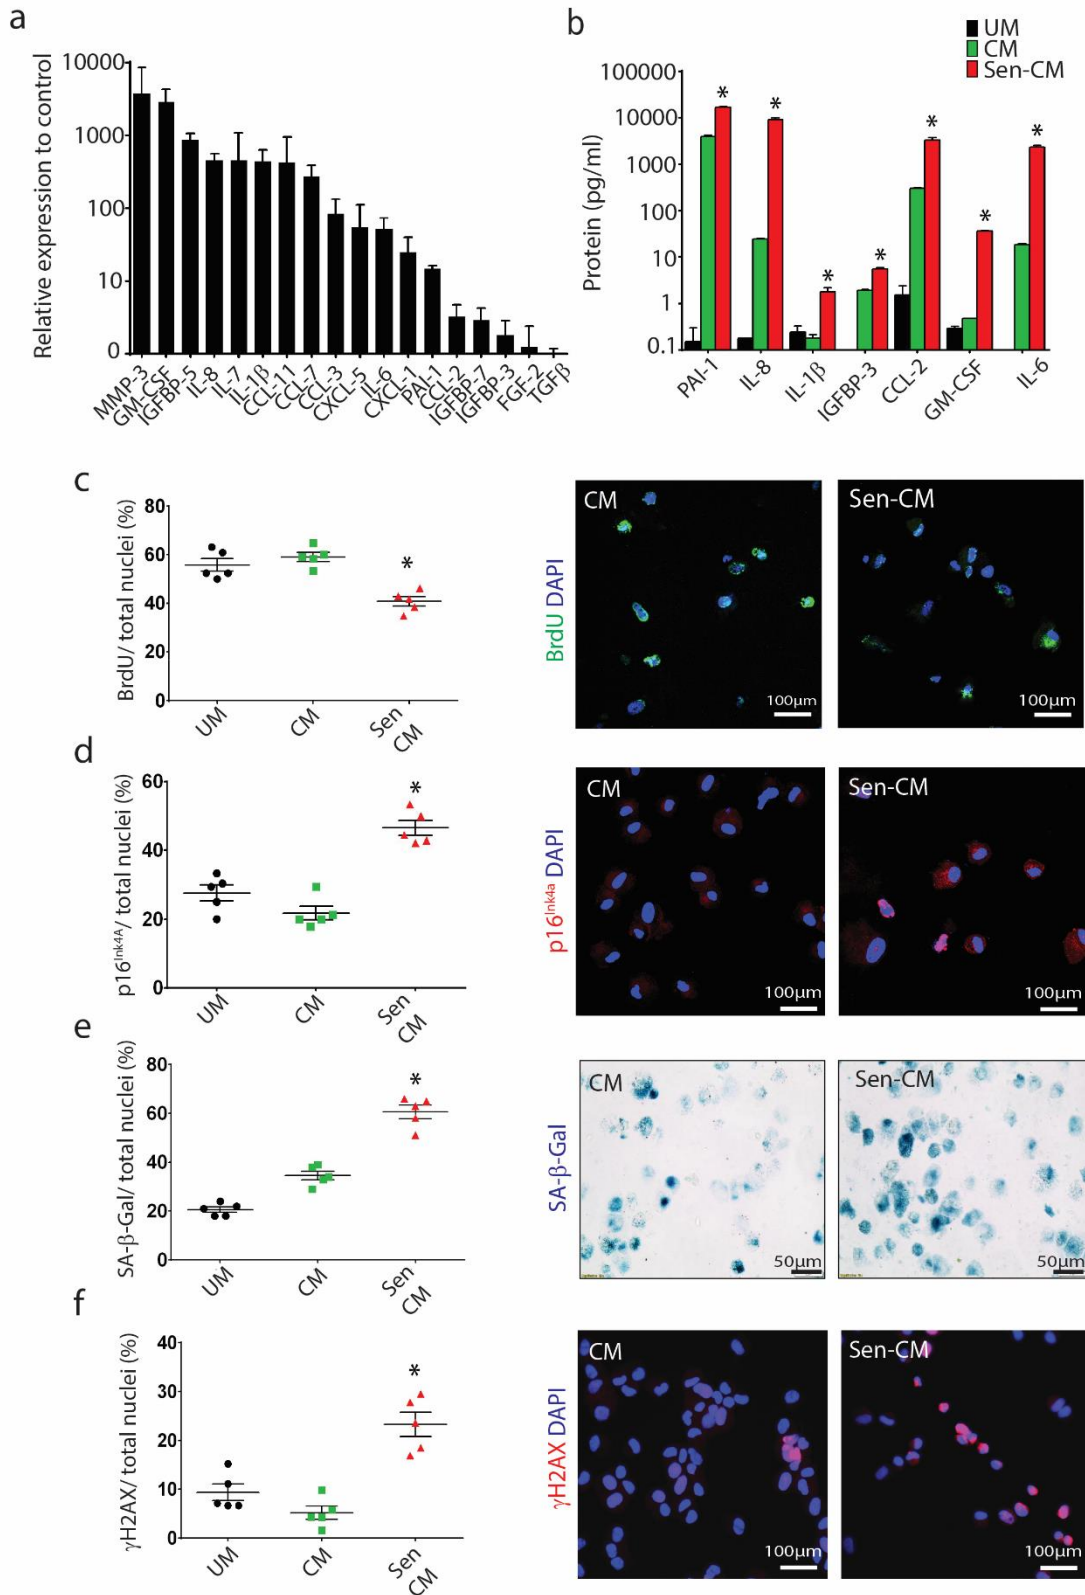 a
Relative expression to control
10000
1000
100
10
0
MMP-3
GM-CSF
IGFBP-5
IL-8
IL-7
IL-1β
CCL-11
CCL-7
CCL-3
CXCL-5
IL-6
CXCL-1
PAI-1
CCL-2
IGFBP-7
IGFBP-3
FGF-2
TGFβ
b
UM
CM
Sen-CM
Protein (pg/ml)
100000
10000
1000
100
10
1
0.1
* * * * * * *
PAI-1
IL-8
IL-1β
IGFBP-3
CCL-2
GM-CSF
IL-6
c
BrdU/ total nuclei (%)
80
60
40
20
0
*
UM
CM
Sen
CM
BrdU DAPI
CM
100μm
Sen-CM
100μm
d
p16Ink4A/ total nuclei (%)
60
40
20
0
*
UM
CM
Sen
CM
p16Ink4a DAPI
CM
100μm
Sen-CM
100μm
e
SA-β-Gal/ total nuclei (%)
80
60
40
20
0
*
UM
CM
Sen
CM
SA-β-Gal
CM
50μm
Sen-CM
50μm
f
γH2AX/ total nuclei (%)
40
30
20
10
0
*
UM
CM
Sen
CM
γH2AX DAPI
CM
100μm
Sen-CM
100μm